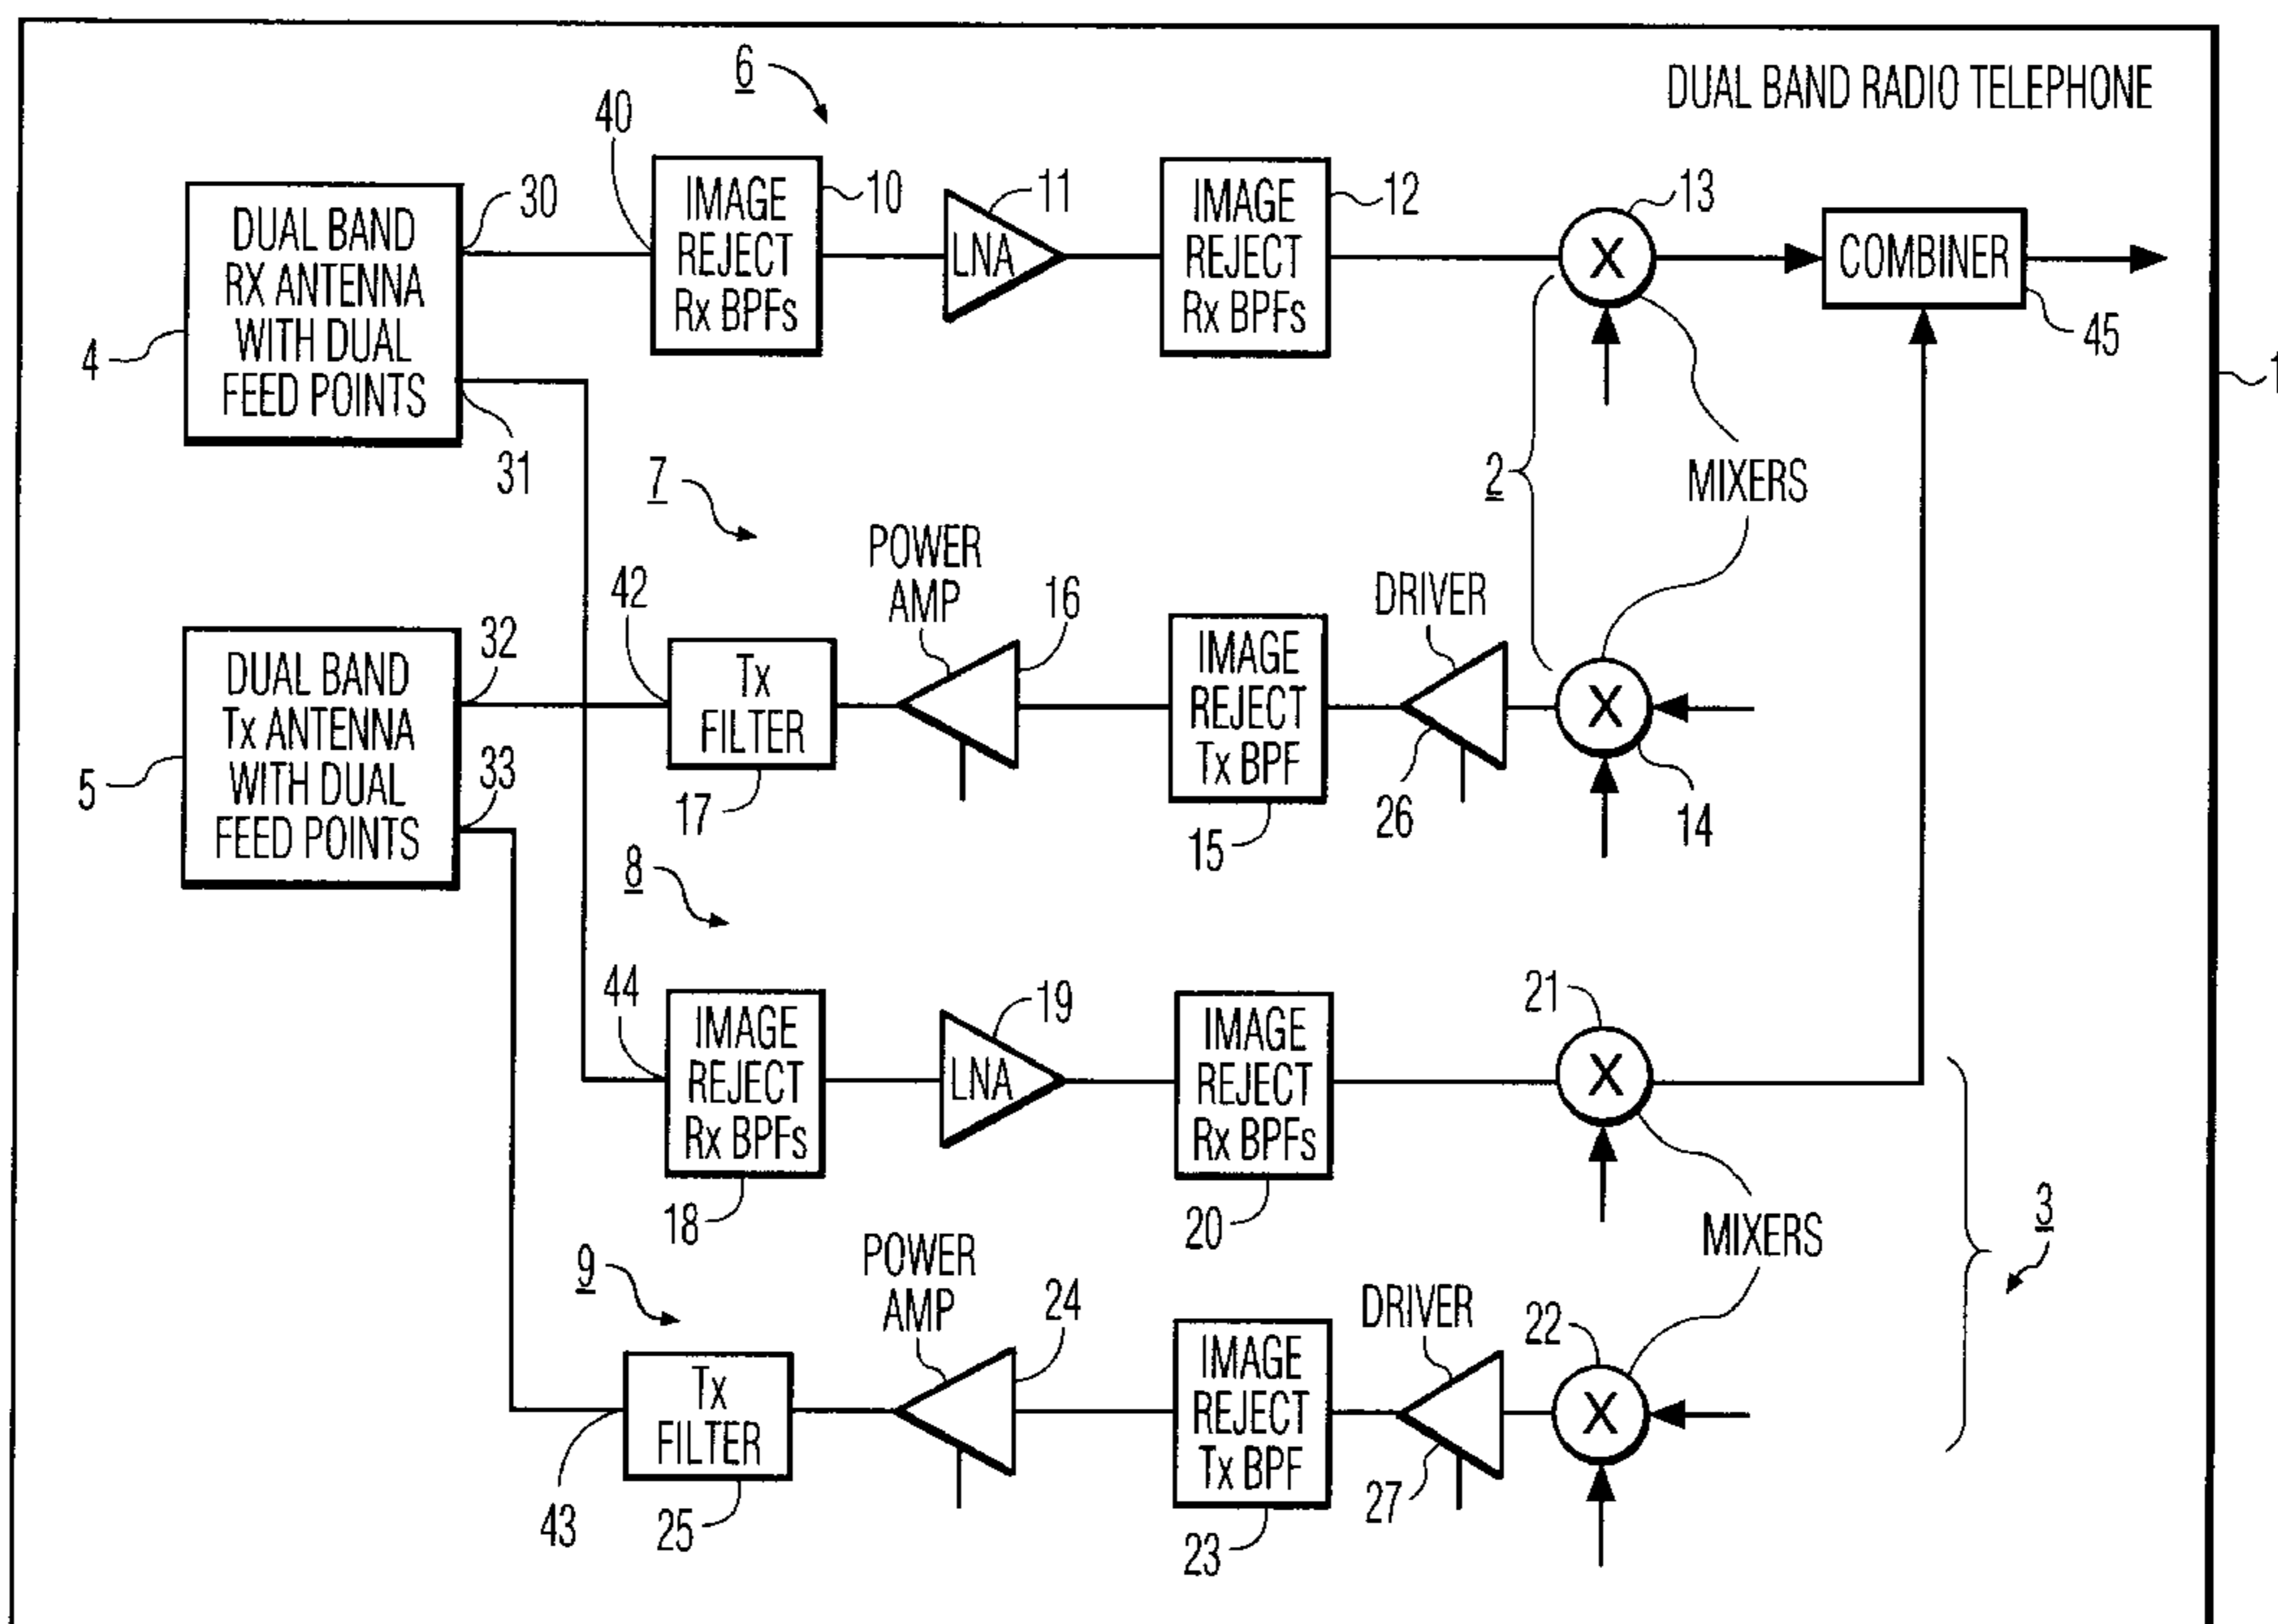 DUAL BAND RADIO TELEPHONE
6
40
DUAL BAND
RX ANTENNA
WITH DUAL
FEED POINTS
4
30
31
IMAGE
REJECT
Rx BPFs
10
LNA
11
IMAGE
REJECT
Rx BPFs
12
X
13
COMBINER
45
1
2
MIXERS
7
DUAL BAND
Tx ANTENNA
WITH DUAL
FEED POINTS
5
32
33
42
Tx
FILTER
17
POWER
AMP
16
IMAGE
REJECT
Tx BPF
15
DRIVER
26
X
14
8
44
IMAGE
REJECT
Rx BPFs
18
LNA
19
IMAGE
REJECT
Rx BPFs
20
21
X
MIXERS
3
9
43
Tx
FILTER
25
POWER
AMP
24
IMAGE
REJECT
Tx BPF
23
DRIVER
27
22
X